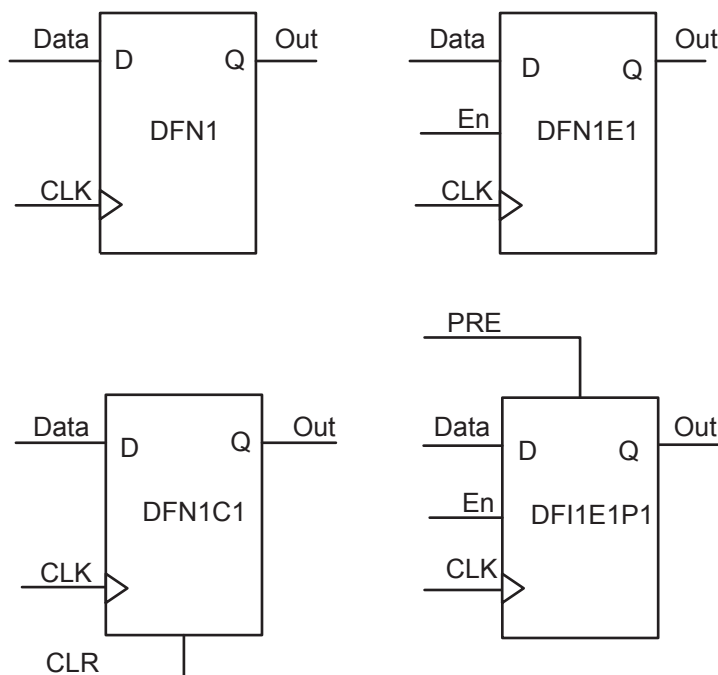 Data
D
Q
Out
DFN1
CLK
Data
D
Q
Out
En
DFN1E1
CLK
Data
D
Q
Out
DFN1C1
CLK
CLR
PRE
Data
D
Q
Out
En
DFI1E1P1
CLK